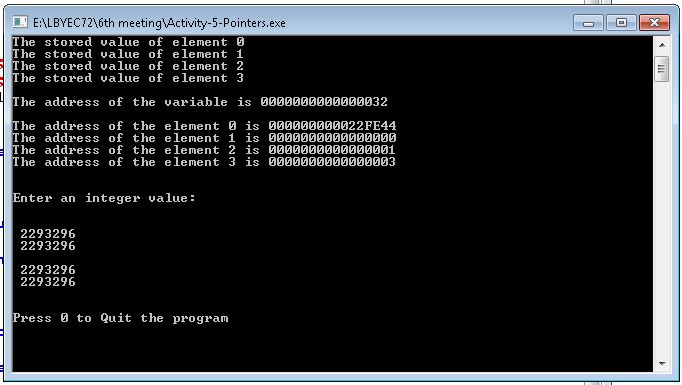 E:\LBYEC72\6th meeting\Activity-5-Pointers.exe
The stored value of element 0
The stored value of element 1
The stored value of element 2
The stored value of element 3
The address of the variable is 0000000000000032
The address of the element 0 is 000000000022FE44
The address of the element 1 is 0000000000000000
The address of the element 2 is 0000000000000001
The address of the element 3 is 0000000000000003
Enter an integer value:
2293296
2293296
2293296
2293296
Press 0 to Quit the program